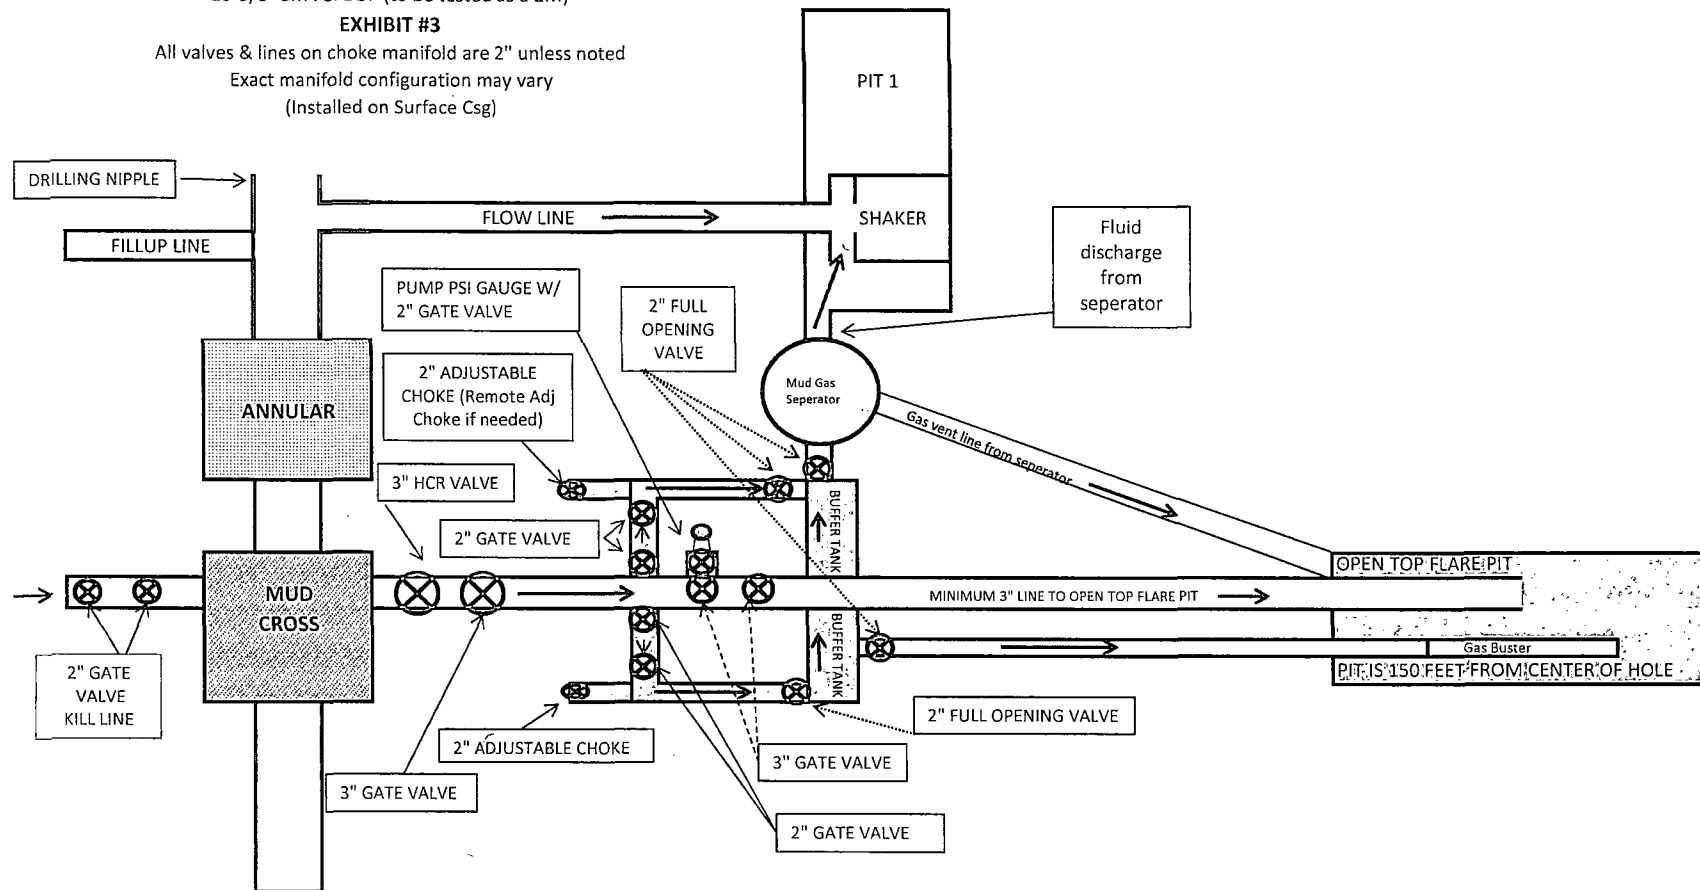 EXHIBIT #3
All valves & lines on choke manifold are 2" unless noted
Exact manifold configuration may vary
(Installed on Surface Csg)
PIT 1
DRILLING NIPPLE
FLOW LINE
SHAKER
FILLUP LINE
Fluid
discharge
from
seperator
PUMP PSI GAUGE W/
2" GATE VALVE
2" FULL
OPENING
VALVE
2" ADJUSTABLE
CHOKE (Remote Adj
Choke if needed)
Mud Gas
Seperator
ANNULAR
Gas vent line from seperator
3" HCR VALVE
2" GATE VALVE
BUFFER TANK
OPEN TOP FLARE PIT
MUD
CROSS
MINIMUM 3" LINE TO OPEN TOP FLARE PIT
BUFFER TANK
Gas Buster
PIT IS 150 FEET FROM CENTER OF HOLE
2" GATE
VALVE
KILL LINE
2" FULL OPENING VALVE
2" ADJUSTABLE CHOKE
3" GATE VALVE
3" GATE VALVE
2" GATE VALVE